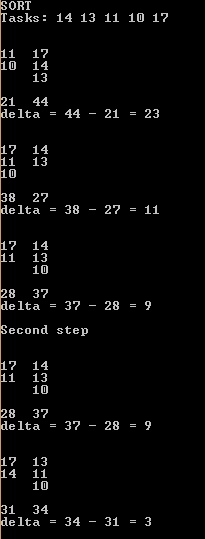 SORT
Tasks: 14 13 11 10 17
11 17
10 14
13
21 44
delta = 44 - 21 = 23
17 14
11 13
10
38 27
delta = 38 - 27 = 11
17 14
11 13
10
28 37
delta = 37 - 28 = 9
Second step
17 14
11 13
10
28 37
delta = 37 - 28 = 9
17 13
14 11
10
31 34
delta = 34 - 31 = 3